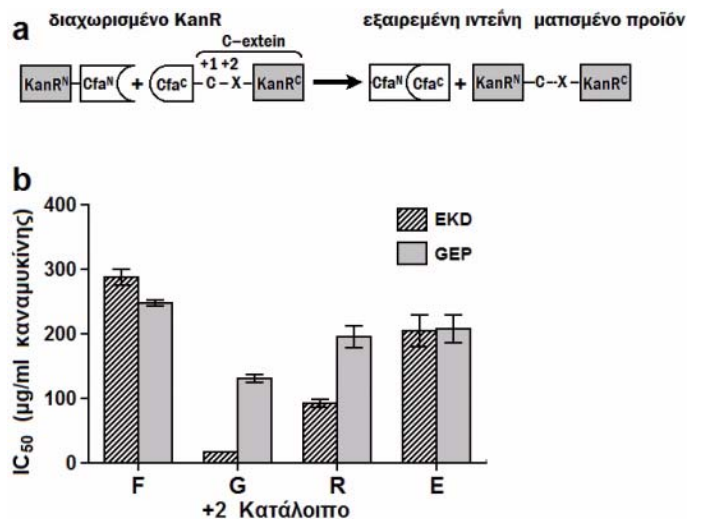 a
διαχωρισμένο KanR
εξαιρεμένη ιντεΐνη ματισμένο προϊόν
C–extein
+1 +2
KanRᴺ Cfaᴺ + Cfaᶜ C – X KanRᶜ Cfaᴺ Cfaᶜ + KanRᴺ C -- X KanRᶜ
b
400
300
200
100
0
IC₅₀ (μg/ml καναμυκίνης)
EKD
GEP
F G R E
+2 Κατάλοιπο